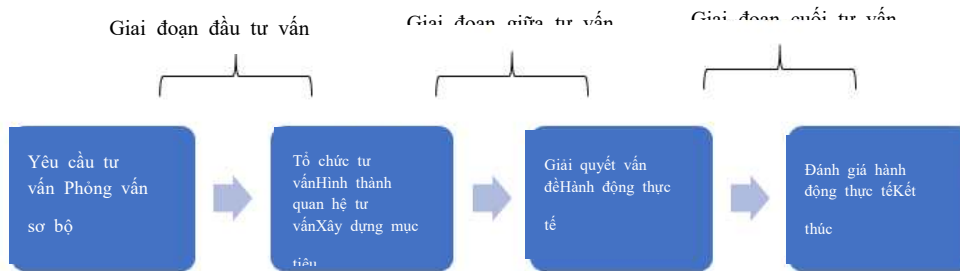 Giai đoạn đầu tư vấn
Giai đoạn giữa tư vấn
Giai đoạn cuối tư vấn
Yêu cầu tư
vấn Phỏng vấn
sơ bộ
Tổ chức tư
vấnHình thành
quan hệ tư
vấnXây dựng mục
tiêu
Giải quyết vấn
đềHành động thực
tế
Đánh giá hành
động thực tếKết
thúc